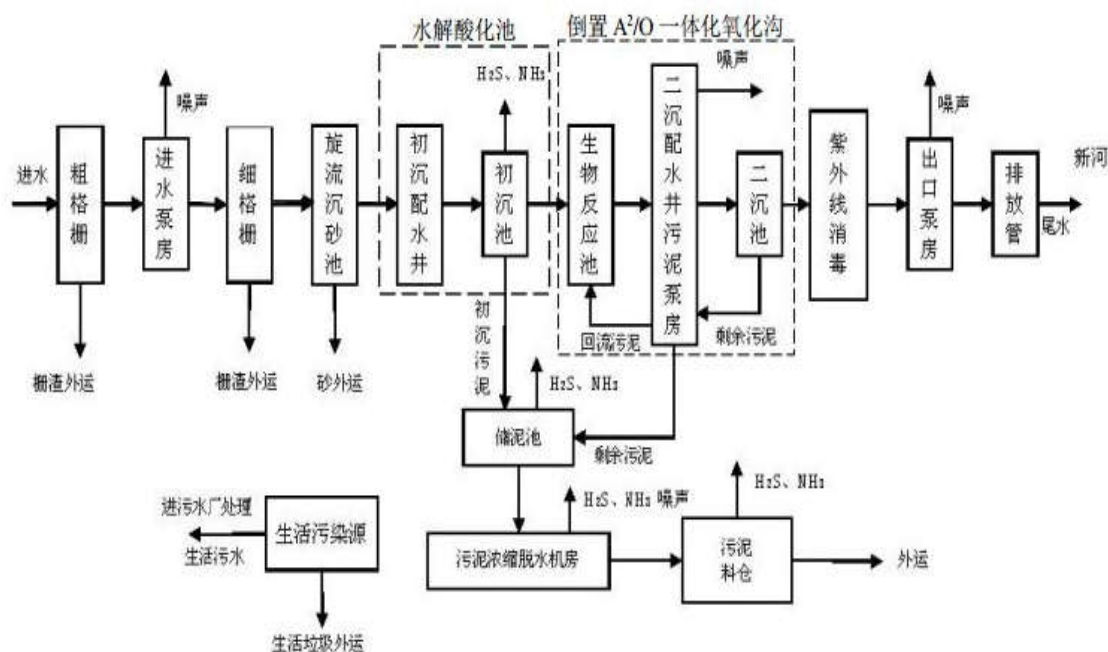 水解酸化池
倒置 A²/O 一体化氧化沟
H₂S、NH₃
噪声
噪声
噪声
进水
粗格栅
进水泵房
细格栅
旋流沉砂池
初沉配水井
初沉池
生物反应池
二沉配水井污泥泵房
二沉池
紫外线消毒
出口泵房
排放管
新河
尾水
回流污泥
剩余污泥
初沉污泥
栅渣外运
栅渣外运
砂外运
H₂S、NH₃
储泥池
剩余污泥
进污水厂处理
生活污水
生活污染源
生活垃圾外运
H₂S、NH₃ 噪声
H₂S、NH₃
污泥浓缩脱水机房
污泥
料仓
外运